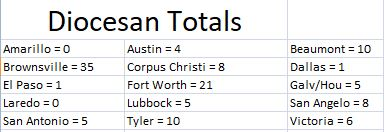 Diocesan Totals
Amarillo = 0 Austin = 4 Beaumont = 10
Brownsville = 35 Corpus Christi = 8 Dallas = 1
El Paso = 1 Fort Worth = 21 Galv/Hou = 5
Laredo = 0 Lubbock = 5 San Angelo = 8
San Antonio = 5 Tyler = 10 Victoria = 6